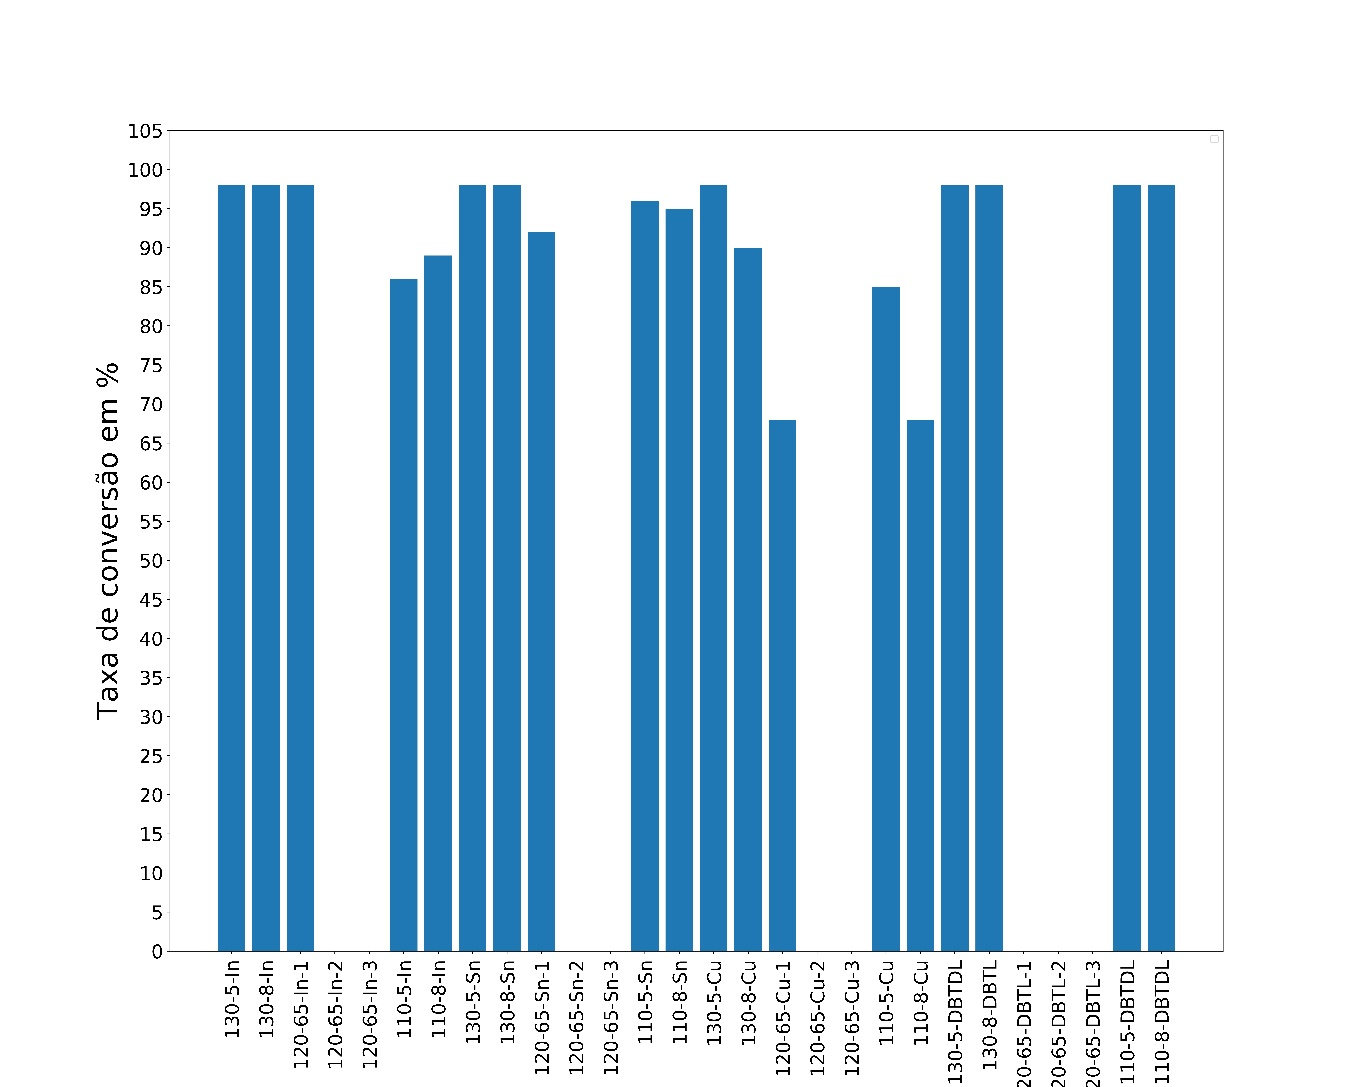 105
100
95
90
85
80
75
70
65
60
55
50
45
40
35
30
25
20
15
10
5
0
Taxa de conversão em %
130-5-In
130-8-In
120-65-In-1
120-65-In-2
120-65-In-3
110-5-In
110-8-In
130-5-Sn
130-8-Sn
120-65-Sn-1
120-65-Sn-2
120-65-Sn-3
110-5-Sn
110-8-Sn
130-5-Cu
130-8-Cu
120-65-Cu-1
120-65-Cu-2
120-65-Cu-3
110-5-Cu
110-8-Cu
130-5-DBTDL
130-8-DBTL
20-65-DBTL-1
20-65-DBTL-2
20-65-DBTL-3
110-5-DBTDL
110-8-DBTDL